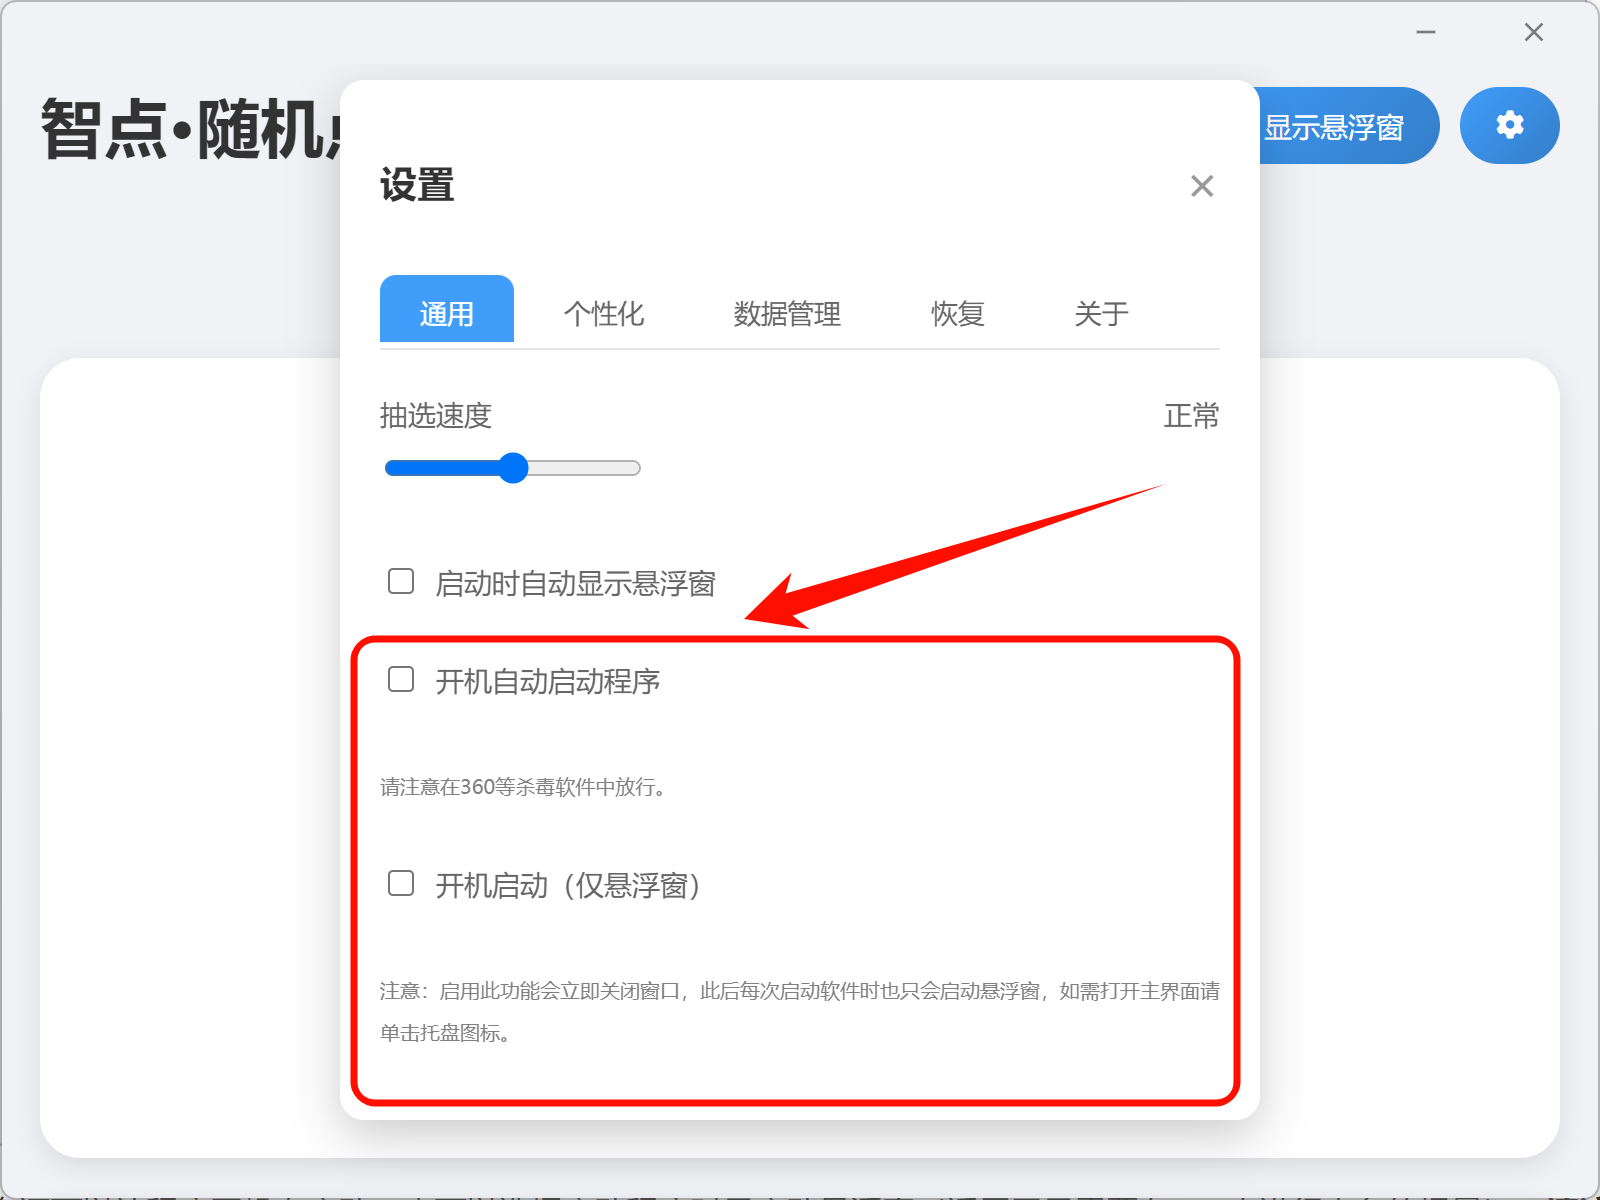 智点·随机
显示悬浮窗
设置
通用 个性化 数据管理 恢复 关于
抽选速度 正常
启动时自动显示悬浮窗
开机自动启动程序
请注意在360等杀毒软件中放行。
开机启动（仅悬浮窗）
注意：启用此功能会立即关闭窗口，此后每次启动软件时也只会启动悬浮窗，如需打开主界面请
单击托盘图标。